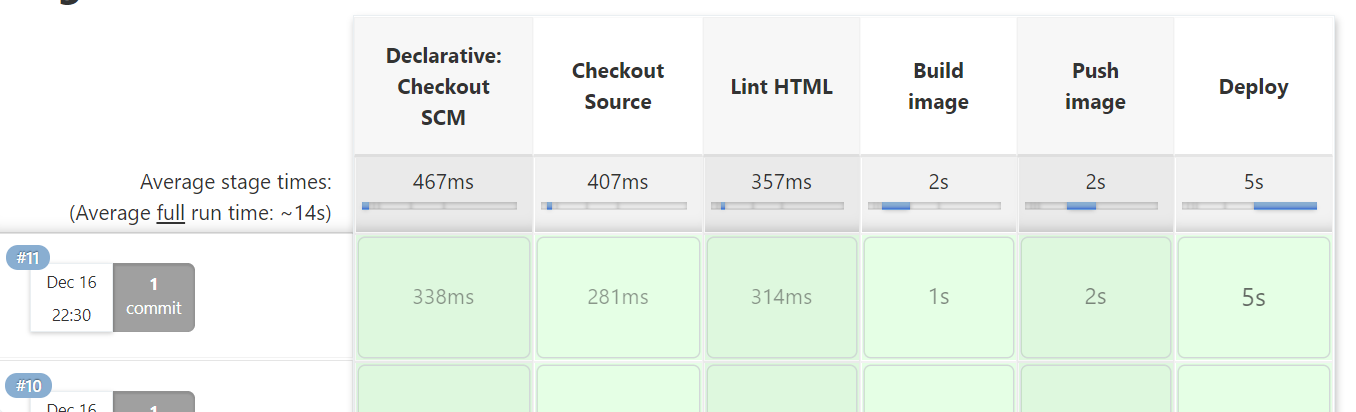 Declarative:
Checkout
SCM
Checkout
Source
Lint HTML
Build
image
Push
image
Deploy
Average stage times:
(Average full run time: ~14s)
467ms
407ms
357ms
2s
2s
5s
#11
Dec 16
22:30
1
commit
338ms
281ms
314ms
1s
2s
5s
#10
Dec 16
1